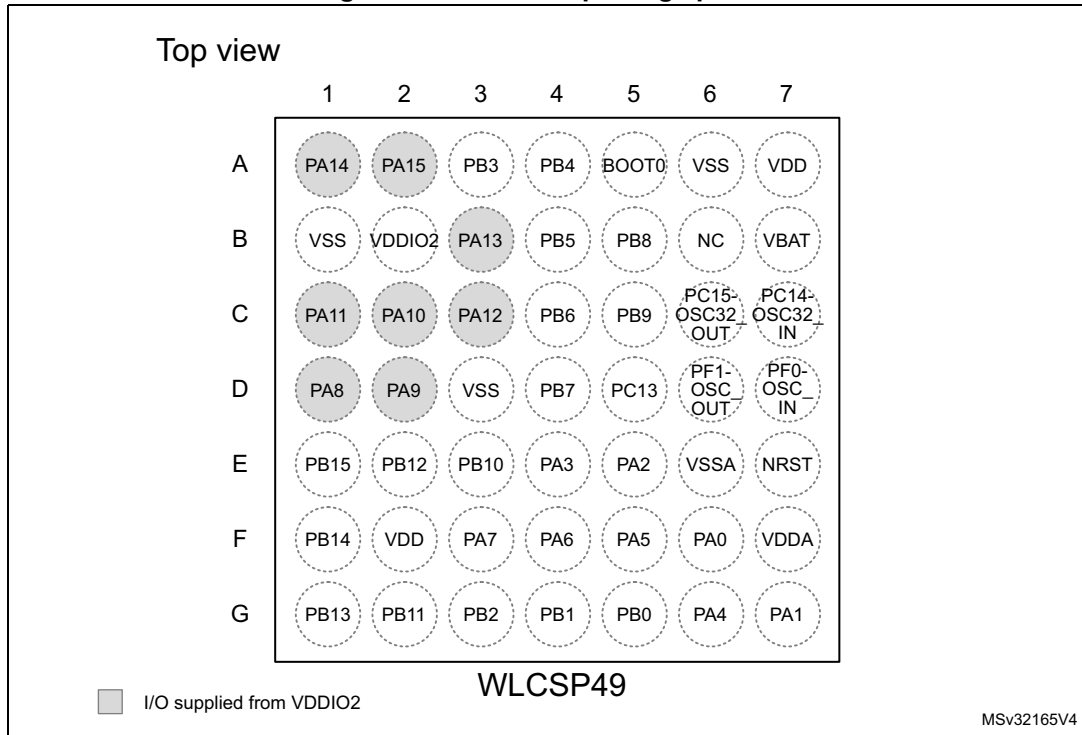 Top view
1 2 3 4 5 6 7
A PA14 PA15 PB3 PB4 BOOT0 VSS VDD
B VSS VDDIO2 PA13 PB5 PB8 NC VBAT
C PA11 PA10 PA12 PB6 PB9 PC15-OSC32_OUT PC14-OSC32_IN
D PA8 PA9 VSS PB7 PC13 PF1-OSC_OUT PF0-OSC_IN
E PB15 PB12 PB10 PA3 PA2 VSSA NRST
F PB14 VDD PA7 PA6 PA5 PA0 VDDA
G PB13 PB11 PB2 PB1 PB0 PA4 PA1
WLCSP49
I/O supplied from VDDIO2
MSv32165V4